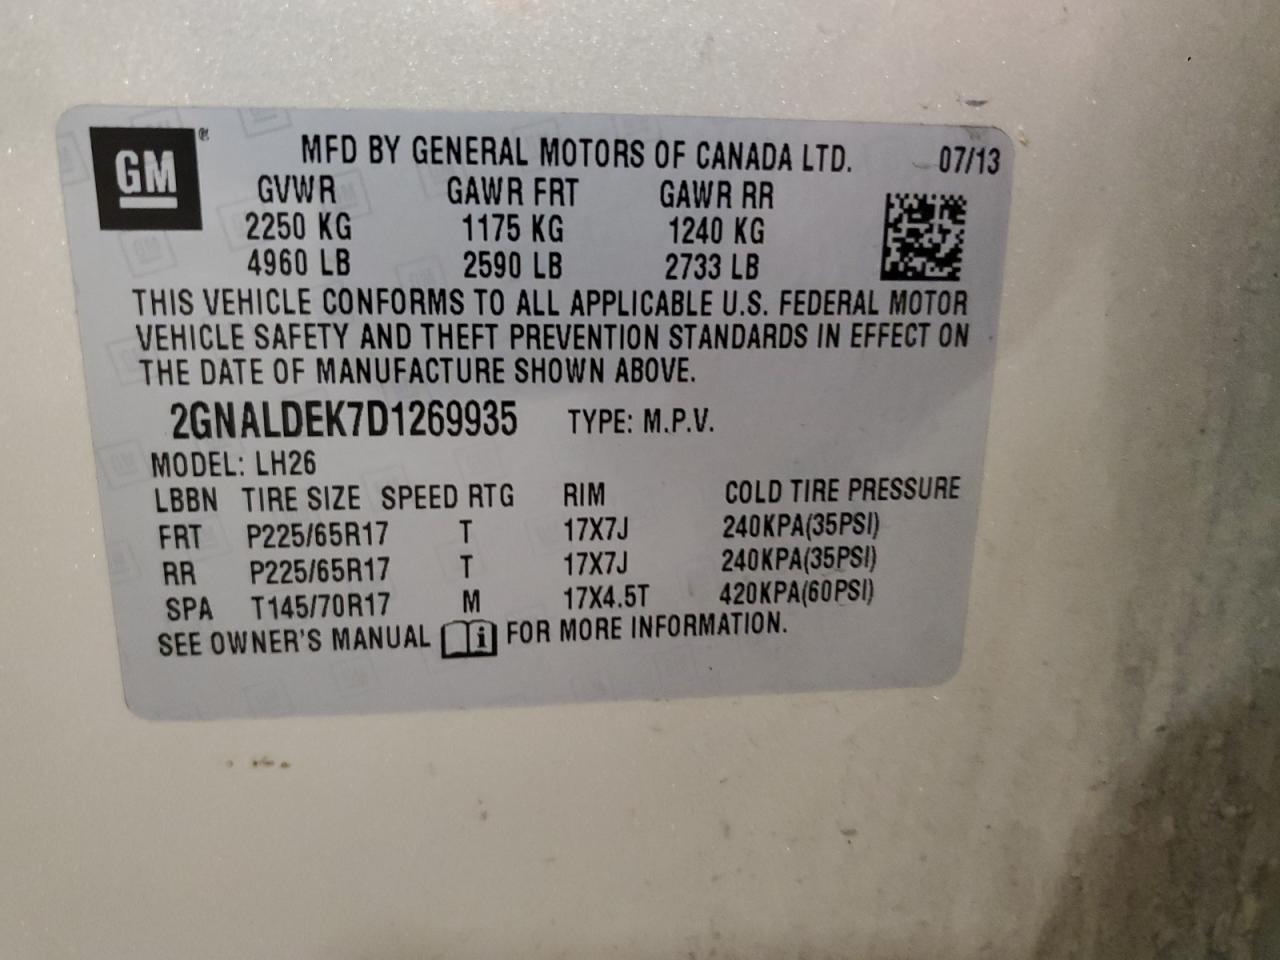 GM®
MFD BY GENERAL MOTORS OF CANADA LTD. 07/13
GVWR GAWR FRT GAWR RR
2250 KG 1175 KG 1240 KG
4960 LB 2590 LB 2733 LB
THIS VEHICLE CONFORMS TO ALL APPLICABLE U.S. FEDERAL MOTOR
VEHICLE SAFETY AND THEFT PREVENTION STANDARDS IN EFFECT ON
THE DATE OF MANUFACTURE SHOWN ABOVE.
2GNALDEK7D1269935 TYPE: M.P.V.
MODEL: LH26
LBBN TIRE SIZE SPEED RTG RIM COLD TIRE PRESSURE
FRT P225/65R17 T 17X7J 240KPA(35PSI)
RR P225/65R17 T 17X7J 240KPA(35PSI)
SPA T145/70R17 M 17X4.5T 420KPA(60PSI)
SEE OWNER'S MANUAL i FOR MORE INFORMATION.